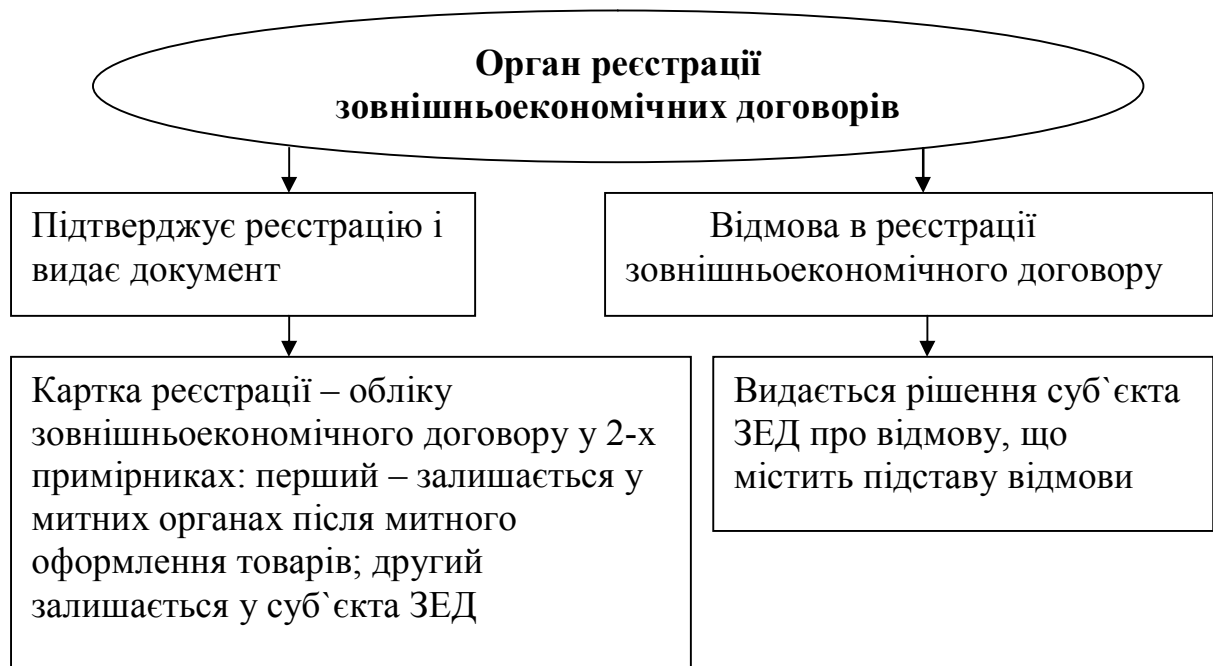 Орган реєстрації
зовнішньоекономічних договорів
Підтверджує реєстрацію і
видає документ
Відмова в реєстрації
зовнішньоекономічного договору
Картка реєстрації – обліку
зовнішньоекономічного договору у 2-х
примірниках: перший – залишається у
митних органах після митного
оформлення товарів; другий
залишається у суб`єкта ЗЕД
Видається рішення суб`єкта
ЗЕД про відмову, що
містить підставу відмови